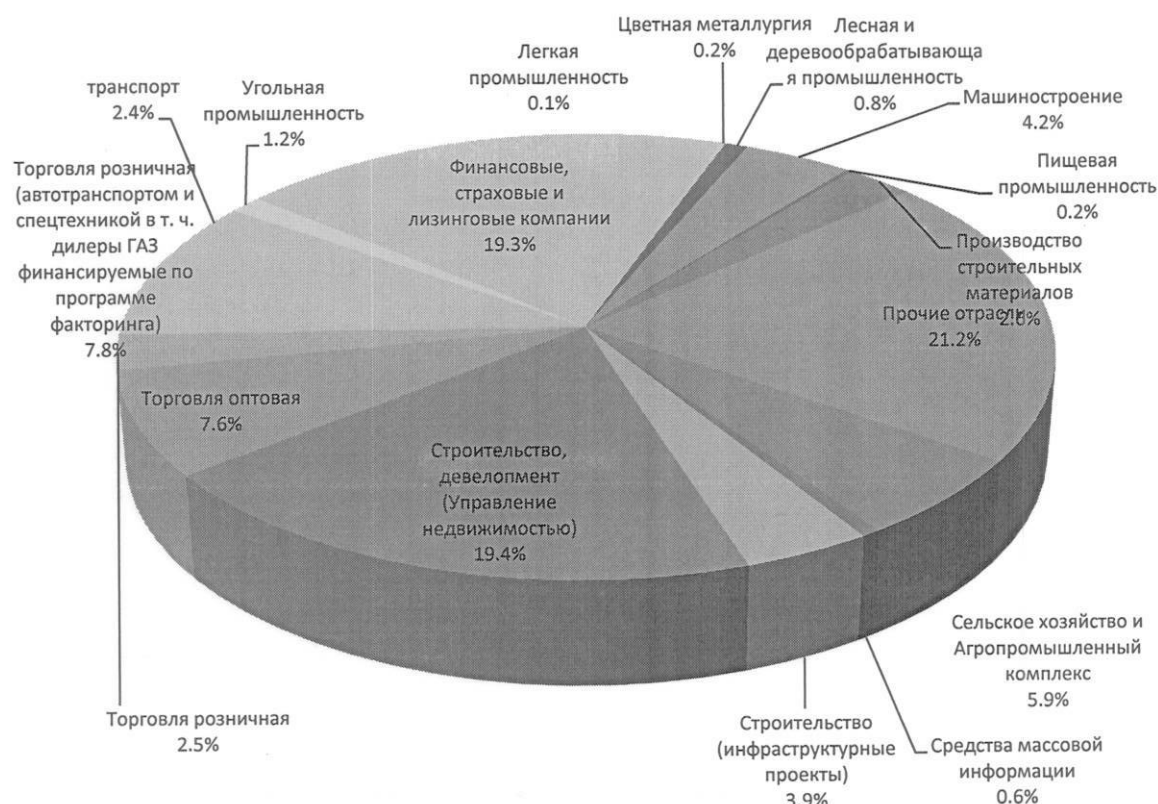 Цветная металлургия
0.2%
Лесная и
деревообрабатывающа
я промышленность
0.8%
Легкая
промышленность
0.1%
транспорт
2.4%
Угольная
промышленность
1.2%
Машиностроение
4.2%
Пищевая
промышленность
0.2%
Торговля розничная
(автотранспортом и
спецтехникой в т. ч.
дилеры ГАЗ
финансируемые по
программе
факторинга)
7.8%
Финансовые,
страховые и
лизинговые компании
19.3%
Производство
строительных
материалов
2.6%
Прочие отрасли
21.2%
Торговля оптовая
7.6%
Строительство,
девелопмент
(Управление
недвижимостью)
19.4%
Сельское хозяйство и
Агропромышленный
комплекс
5.9%
Торговля розничная
2.5%
Строительство
(инфраструктурные
проекты)
3.9%
Средства массовой
информации
0.6%